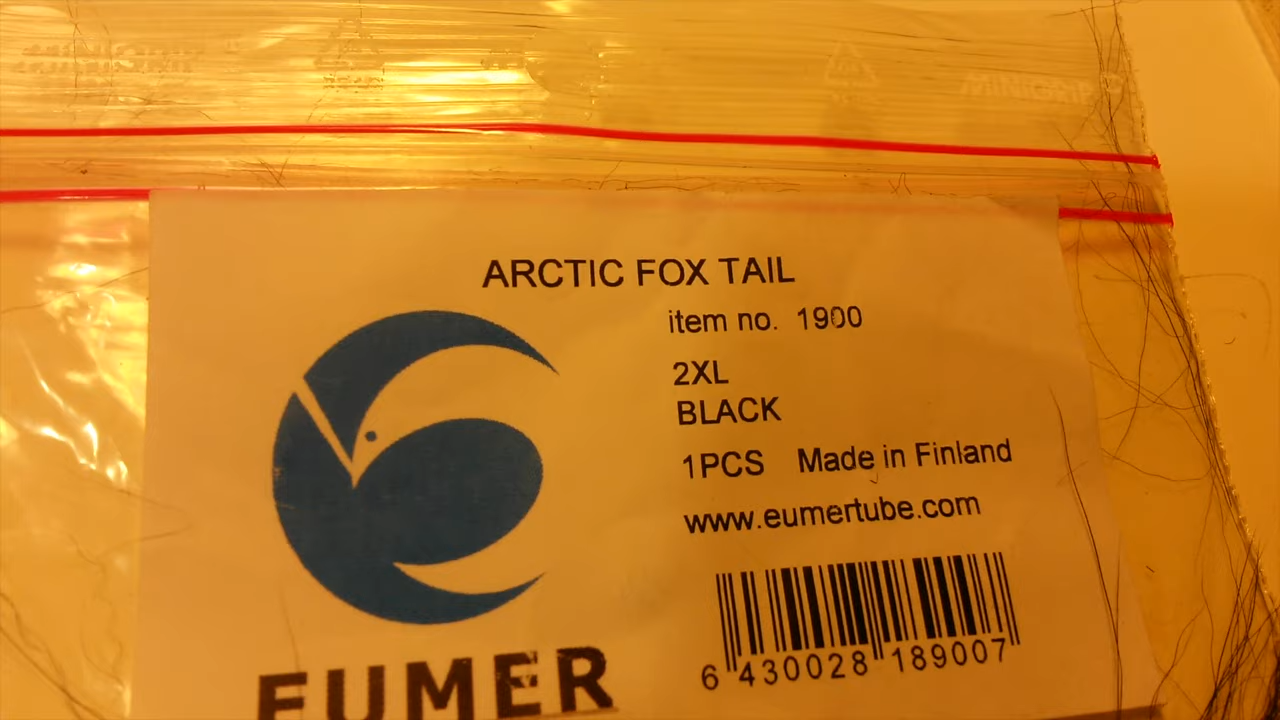 ARCTIC FOX TAIL
item no. 1900
2XL
BLACK
1PCS Made in Finland
www.eumertube.com
6 430028 189007
EUMER